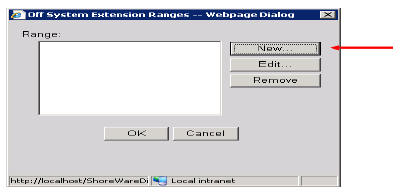 Off System Extension Ranges -- Webpage Dialog
Range:
New...
Edit...
Remove
OK Cancel
http://localhost/ShoreWareDi Local intranet